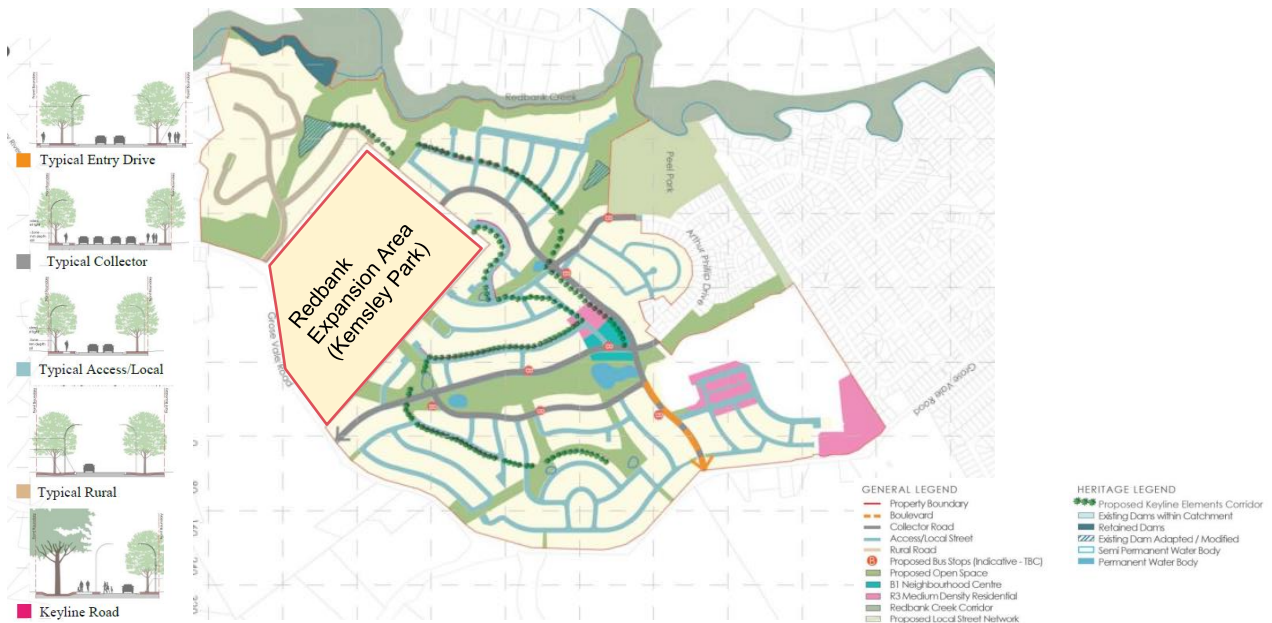 Typical Entry Drive
Typical Collector
Typical Access/Local
Typical Rural
Keyline Road
Redbank Creek
Peel Park
Arthur Phillip Drive
Redbank
Expansion Area
(Kemsley Park)
Grose Vale Road
Grose Vale Road
B
B
B
B
B
B
B
GENERAL LEGEND
Property Boundary
Boulevard
Collector Road
Access/Local Street
Rural Road
B Proposed Bus Stops (Indicative - TBC)
Proposed Open Space
B1 Neighbourhood Centre
R3 Medium Density Residential
Redbank Creek Corridor
Proposed Local Street Network
HERITAGE LEGEND
Proposed Keyline Elements Corridor
Existing Dams within Catchment
Retained Dams
Existing Dam Adapted / Modified
Semi Permanent Water Body
Permanent Water Body